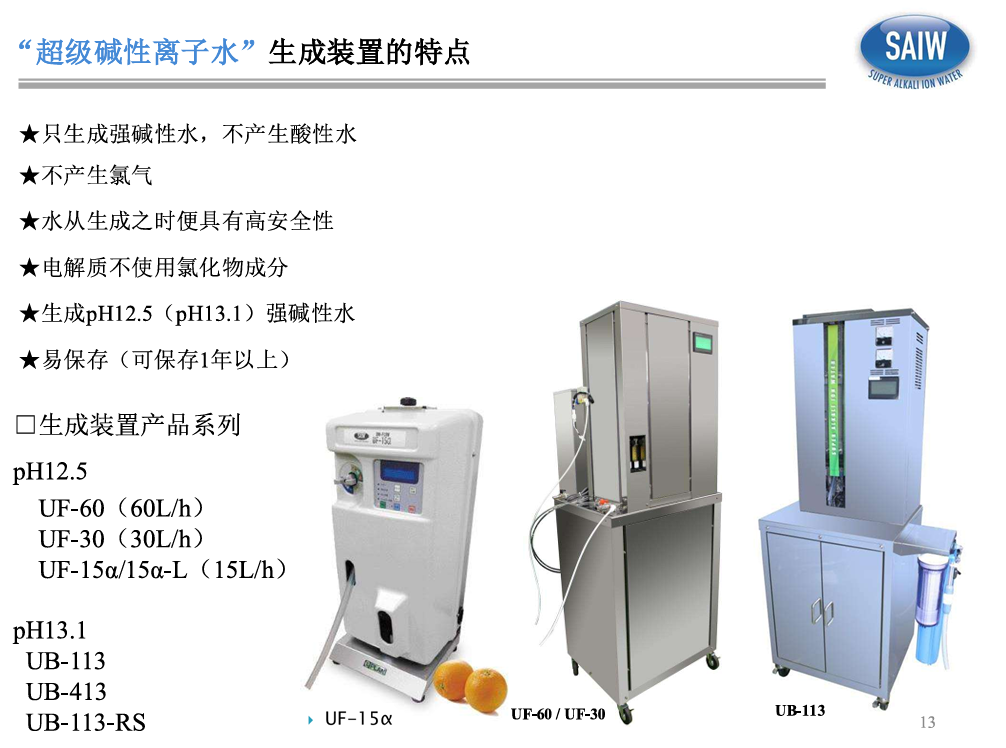 “超级碱性离子水”生成装置的特点
SAIW
SUPER ALKALI ION WATER
★只生成强碱性水，不产生酸性水
★不产生氯气
★水从生成之时便具有高安全性
★电解质不使用氯化物成分
★生成pH12.5（pH13.1）强碱性水
★易保存（可保存1年以上）
□生成装置产品系列
pH12.5
UF-60（60L/h）
UF-30（30L/h）
UF-15α/15α-L（15L/h）
pH13.1
UB-113
UB-413
UB-113-RS
UF-15α
SUPER ALKALI ION WATER
UF-15α
UF-60 / UF-30
UB-113
13